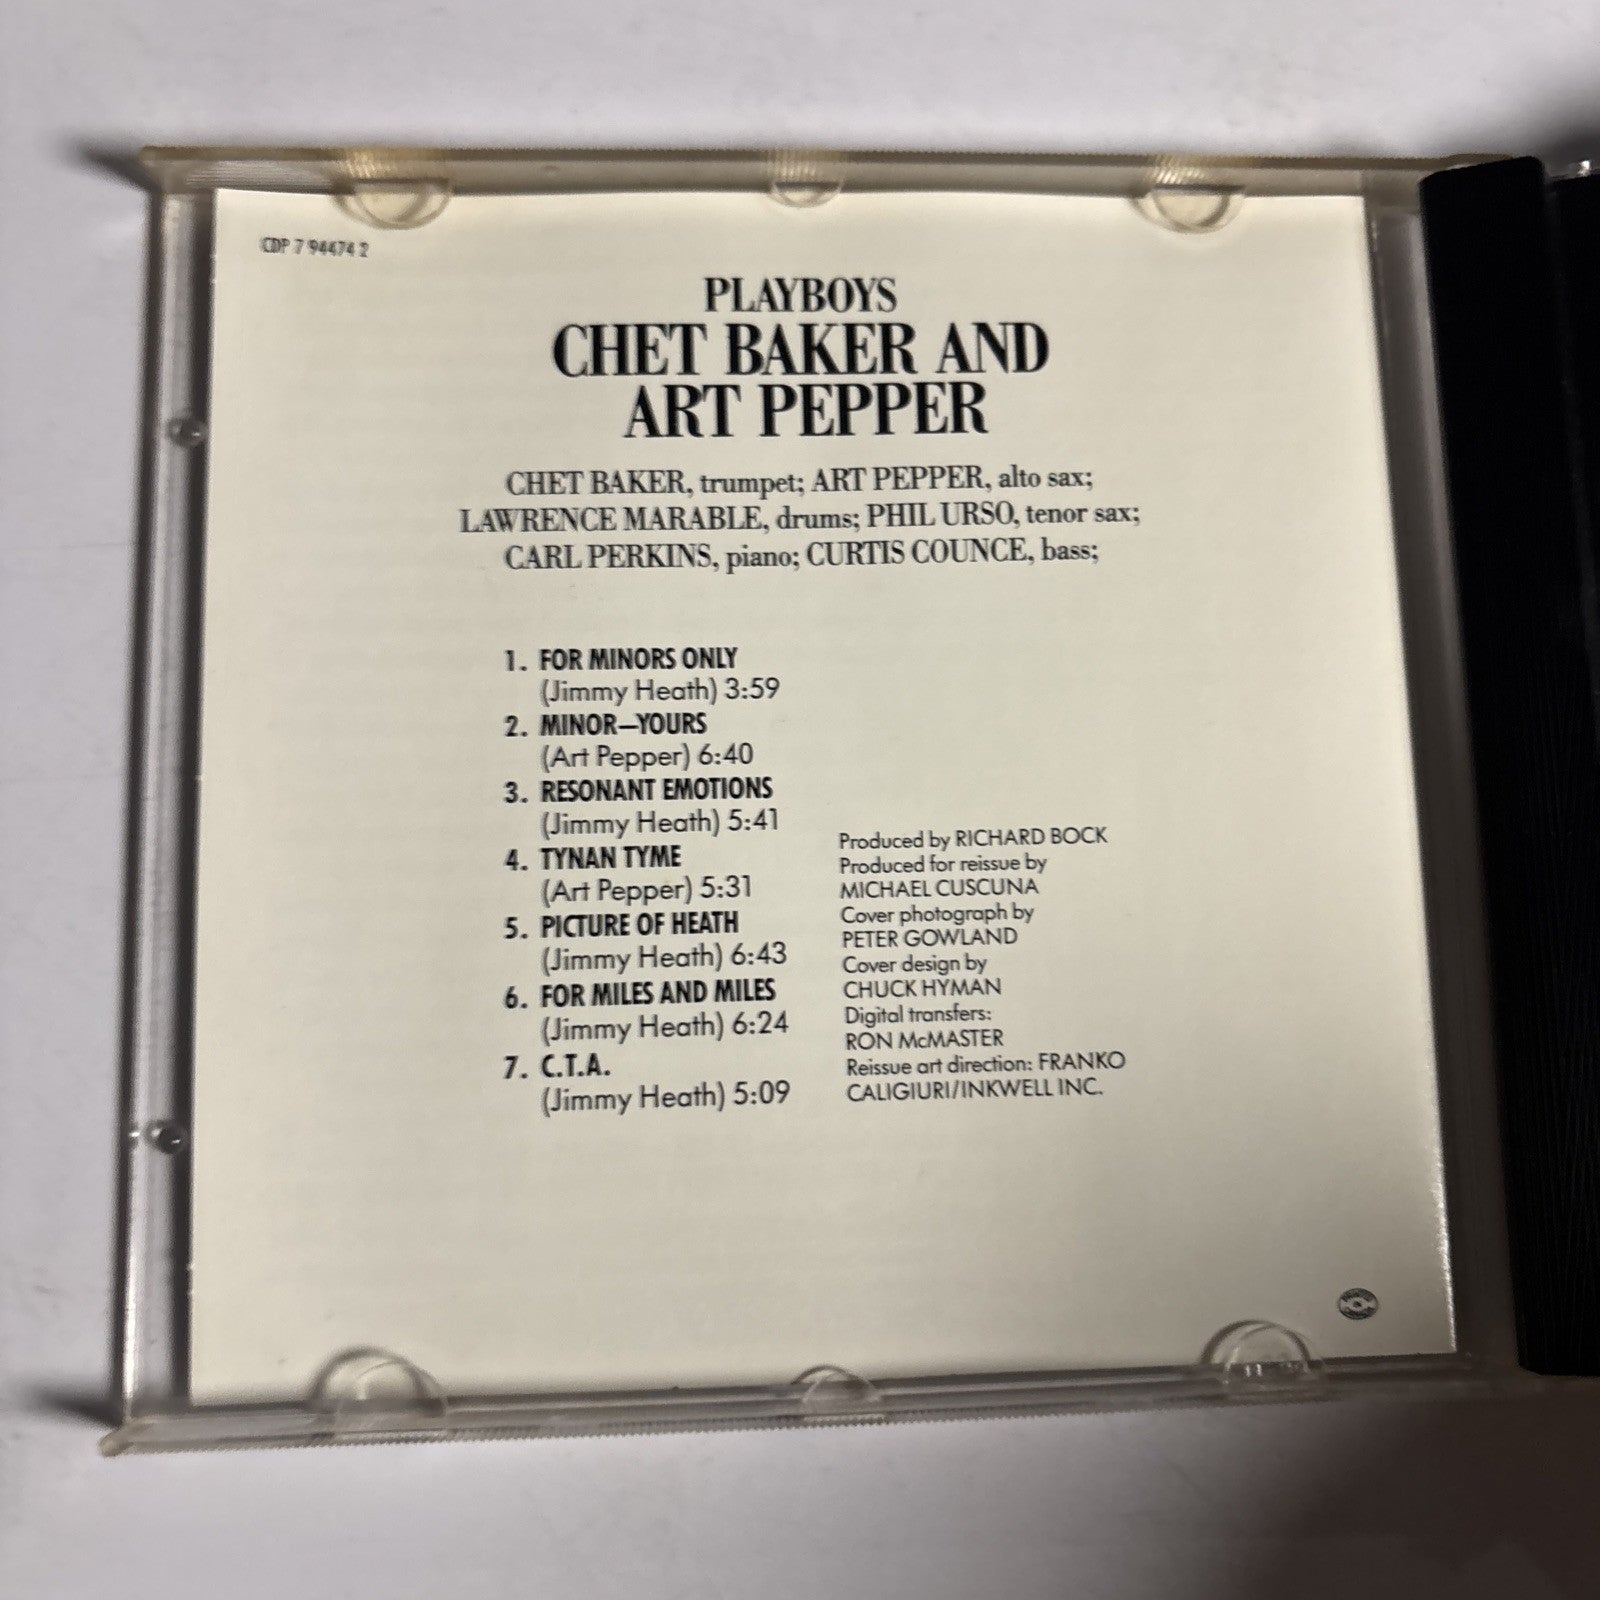 CDP 7 94474 2
PLAYBOYS
CHET BAKER AND
ART PEPPER
CHET BAKER, trumpet; ART PEPPER, alto sax;
LAWRENCE MARABLE, drums; PHIL URSO, tenor sax;
CARL PERKINS, piano; CURTIS COUNCE, bass;
1. FOR MINORS ONLY
(Jimmy Heath) 3:59
2. MINOR—YOURS
(Art Pepper) 6:40
3. RESONANT EMOTIONS
(Jimmy Heath) 5:41
4. TYNAN TYME
(Art Pepper) 5:31
5. PICTURE OF HEATH
(Jimmy Heath) 6:43
6. FOR MILES AND MILES
(Jimmy Heath) 6:24
7. C.T.A.
(Jimmy Heath) 5:09
Produced by RICHARD BOCK
Produced for reissue by
MICHAEL CUSCUNA
Cover photograph by
PETER GOWLAND
Cover design by
CHUCK HYMAN
Digital transfers:
RON McMASTER
Reissue art direction: FRANKO
CALIGIURI/INKWELL INC.